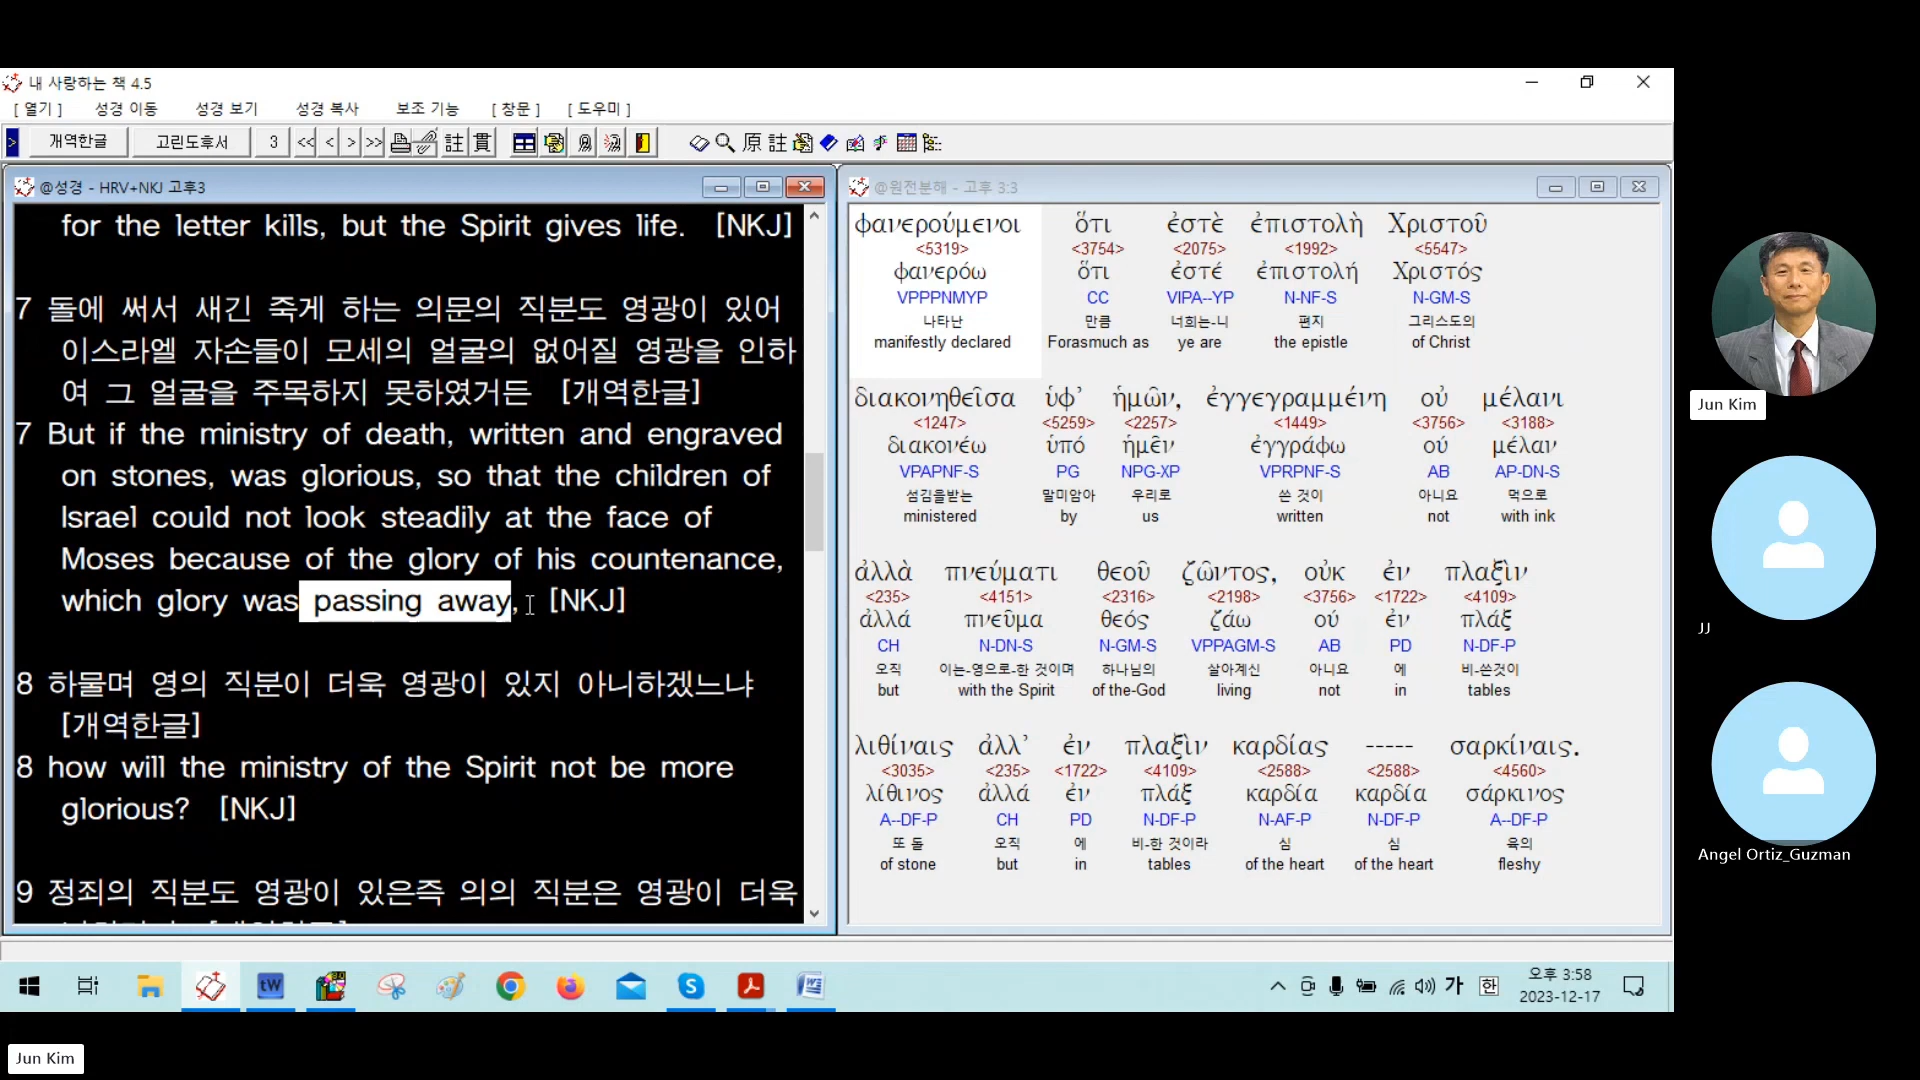 내 사랑하는 책 4.5
[ 열기 ] 성경 이동 성경 보기 성경 복사 보조 기능 [ 창문 ] [ 도우미 ]
> 개역한글 고린도후서 3 << < > >> 註 貫 原 註
@성경 - HRV+NKJ 고후3
for the letter kills, but the Spirit gives life. [NKJ]
7 돌에 써서 새긴 죽게 하는 의문의 직분도 영광이 있어
이스라엘 자손들이 모세의 얼굴의 없어질 영광을 인하
여 그 얼굴을 주목하지 못하였거든 [개역한글]
7 But if the ministry of death, written and engraved
on stones, was glorious, so that the children of
Israel could not look steadily at the face of
Moses because of the glory of his countenance,
which glory was passing away, [NKJ]
8 하물며 영의 직분이 더욱 영광이 있지 아니하겠느냐
[개역한글]
8 how will the ministry of the Spirit not be more
glorious? [NKJ]
9 정죄의 직분도 영광이 있은즉 의의 직분은 영광이 더욱
@원전분해 - 고후 3:3
φανερούμενοι ὅτι ἐστὲ ἐπιστολὴ Χριστοῦ
<5319> <3754> <2075> <1992> <5547>
φανερόω ὅτι ἐστέ ἐπιστολή Χριστός
VPPPNMYP CC VIPA--YP N-NF-S N-GM-S
나타난 만큼 너희는-니 편지 그리스도의
manifestly declared Forasmuch as ye are the epistle of Christ
διακονηθεῖσα ὑφ’ ἡμῶν, ἐγγεγραμμένη οὐ μέλανι
<1247> <5259> <2257> <1449> <3756> <3188>
διακονέω ὑπό ἡμῖν ἐγγράφω οὐ μέλαν
VPAPNF-S PG NPG-XP VPRPNF-S AB AP-DN-S
섬김을받는 말미암아 우리로 쓴 것이 아니요 먹으로
ministered by us written not with ink
ἀλλὰ πνεύματι θεοῦ ζῶντος, οὐκ ἐν πλαξὶν
<235> <4151> <2316> <2198> <3756> <1722> <4109>
ἀλλά πνεῦμα θεός ζάω οὐ ἐν πλάξ
CH N-DN-S N-GM-S VPPAGM-S AB PD N-DF-P
오직 이는-영으로-한 것이며 하나님의 살아계신 아니요 에 비-쓴것이
but with the Spirit of the-God living not in tables
λιθίναις ἀλλ’ ἐν πλαξὶν καρδίας ----- σαρκίναις.
<3035> <235> <1722> <4109> <2588> <2588> <4560>
λίθινος ἀλλά ἐν πλάξ καρδία καρδία σάρκινος
A--DF-P CH PD N-DF-P N-AF-P N-DF-P A--DF-P
또 돌 오직 에 비-한 것이라 심 심 육의
of stone but in tables of the heart of the heart fleshy
Jun Kim
JJ
Angel Ortiz_Guzman
tW
S
가 한
오후 3:58
2023-12-17
Jun Kim